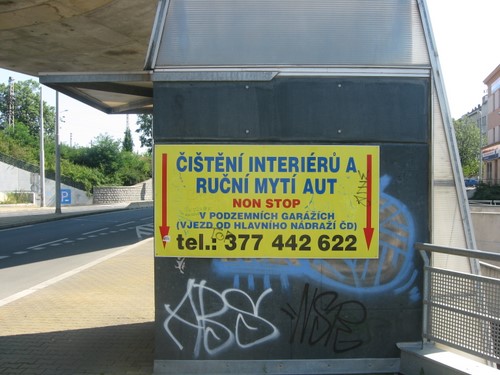 ČIŠTĚNÍ INTERIÉRŮ A
RUČNÍ MYTÍ AUT
NON STOP
V PODZEMNÍCH GARÁŽÍCH
(VJEZD OD HLAVNÍHO NÁDRAŽÍ ČD)
tel.: 377 442 622
P